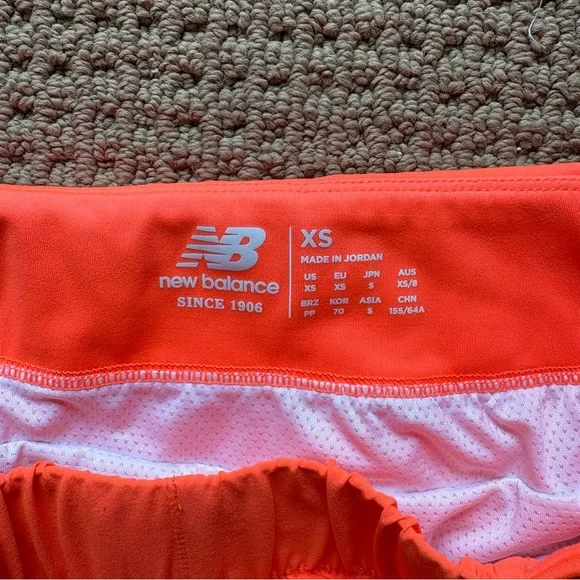 NB
new balance
SINCE 1906
XS
MADE IN JORDAN
US EU JPN AUS
XS XS S XS/8
BRZ KOR ASIA CHN
PP 70 S 155/64A